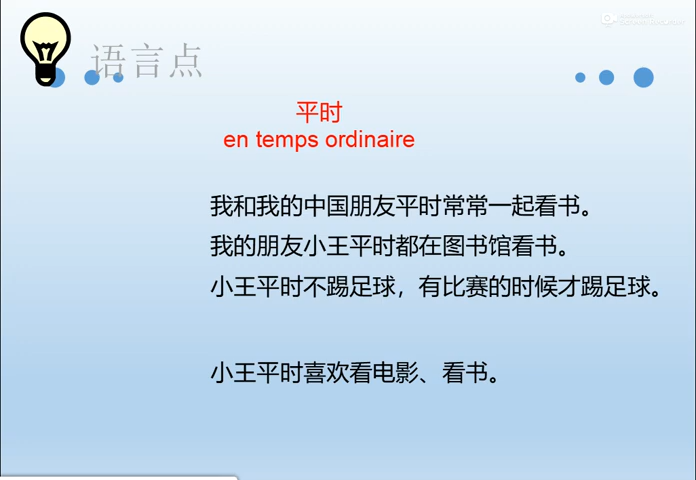 语言点
平时
en temps ordinaire
我和我的中国朋友平时常常一起看书。
我的朋友小王平时都在图书馆看书。
小王平时不踢足球，有比赛的时候才踢足球。
小王平时喜欢看电影、看书。